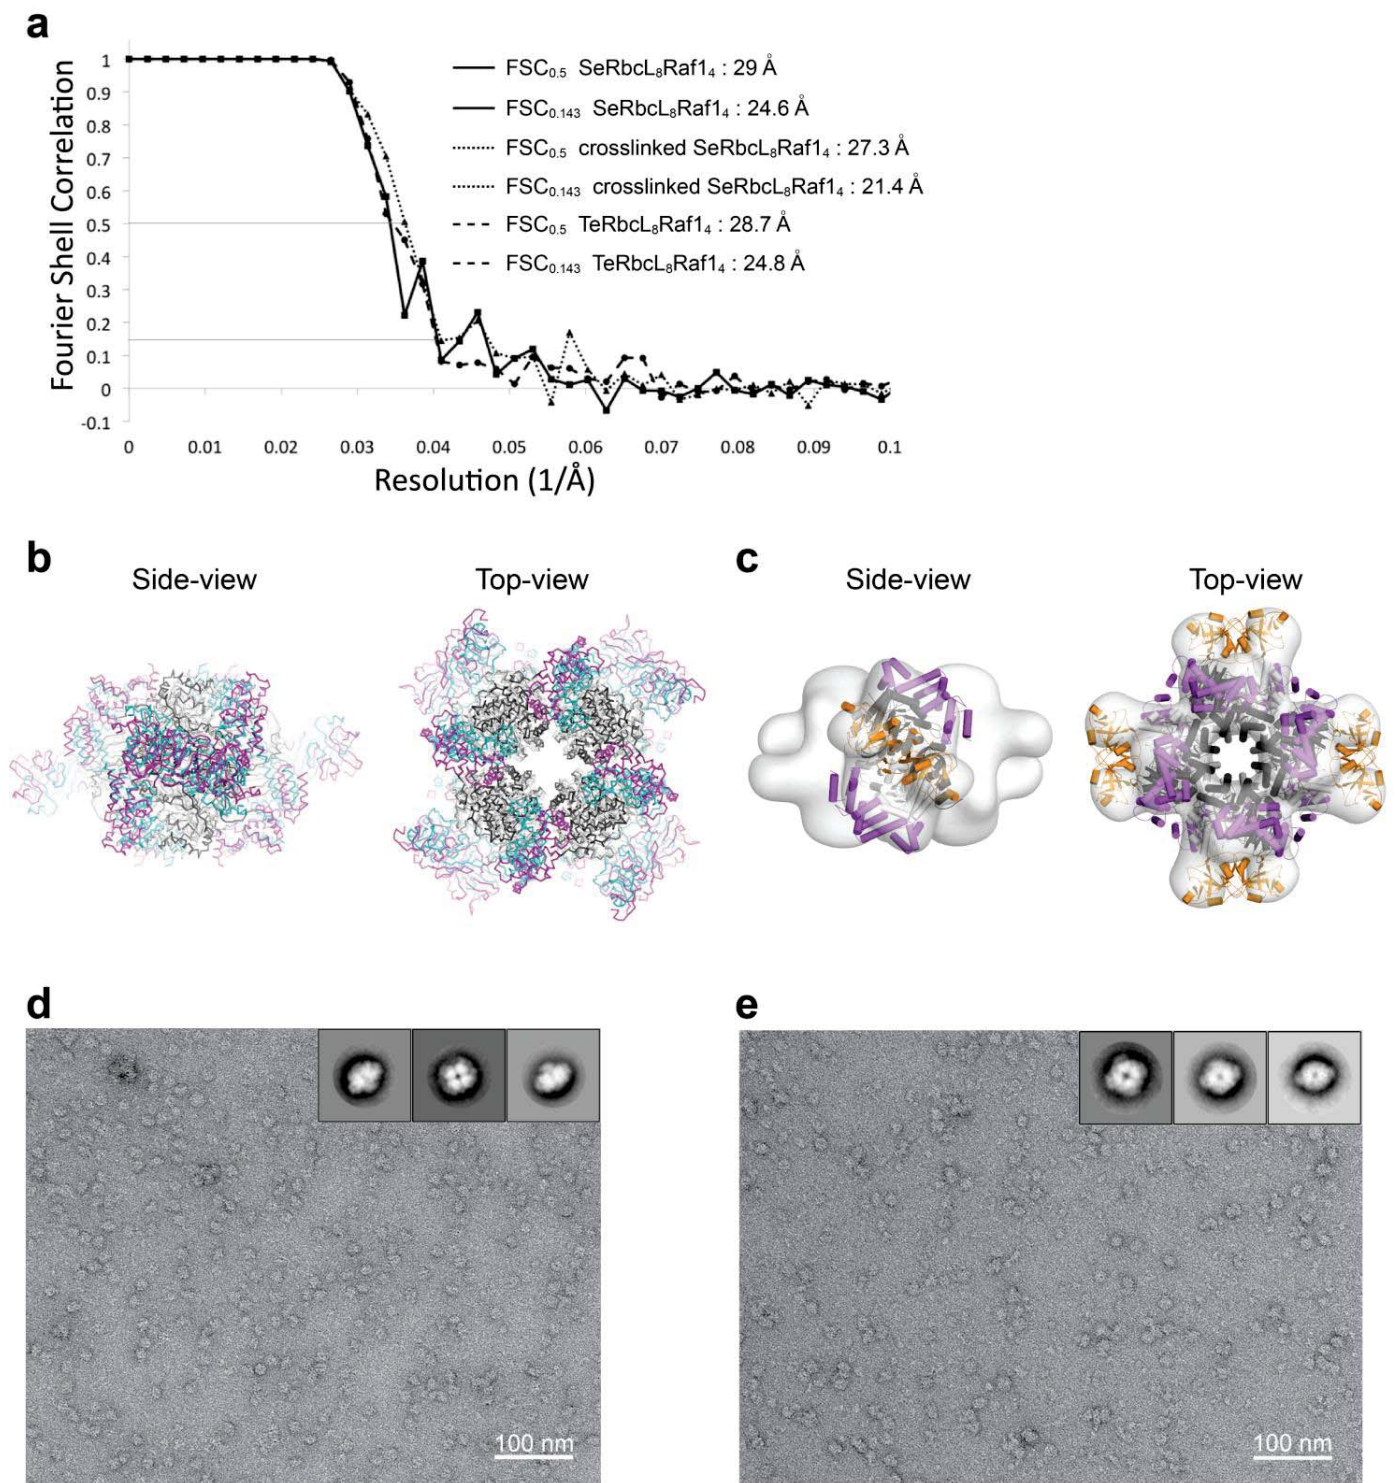 a
Fourier Shell Correlation
1
0.9
0.8
0.7
0.6
0.5
0.4
0.3
0.2
0.1
0
-0.1
FSC₀.₅ SeRbcL₈Raf1₄ : 29 Å
FSC₀.₁₄₃ SeRbcL₈Raf1₄ : 24.6 Å
FSC₀.₅ crosslinked SeRbcL₈Raf1₄ : 27.3 Å
FSC₀.₁₄₃ crosslinked SeRbcL₈Raf1₄ : 21.4 Å
FSC₀.₅ TeRbcL₈Raf1₄ : 28.7 Å
FSC₀.₁₄₃ TeRbcL₈Raf1₄ : 24.8 Å
0 0.01 0.02 0.03 0.04 0.05 0.06 0.07 0.08 0.09 0.1
Resolution (1/Å)
b
Side-view Top-view
c
Side-view Top-view
d
100 nm
e
100 nm